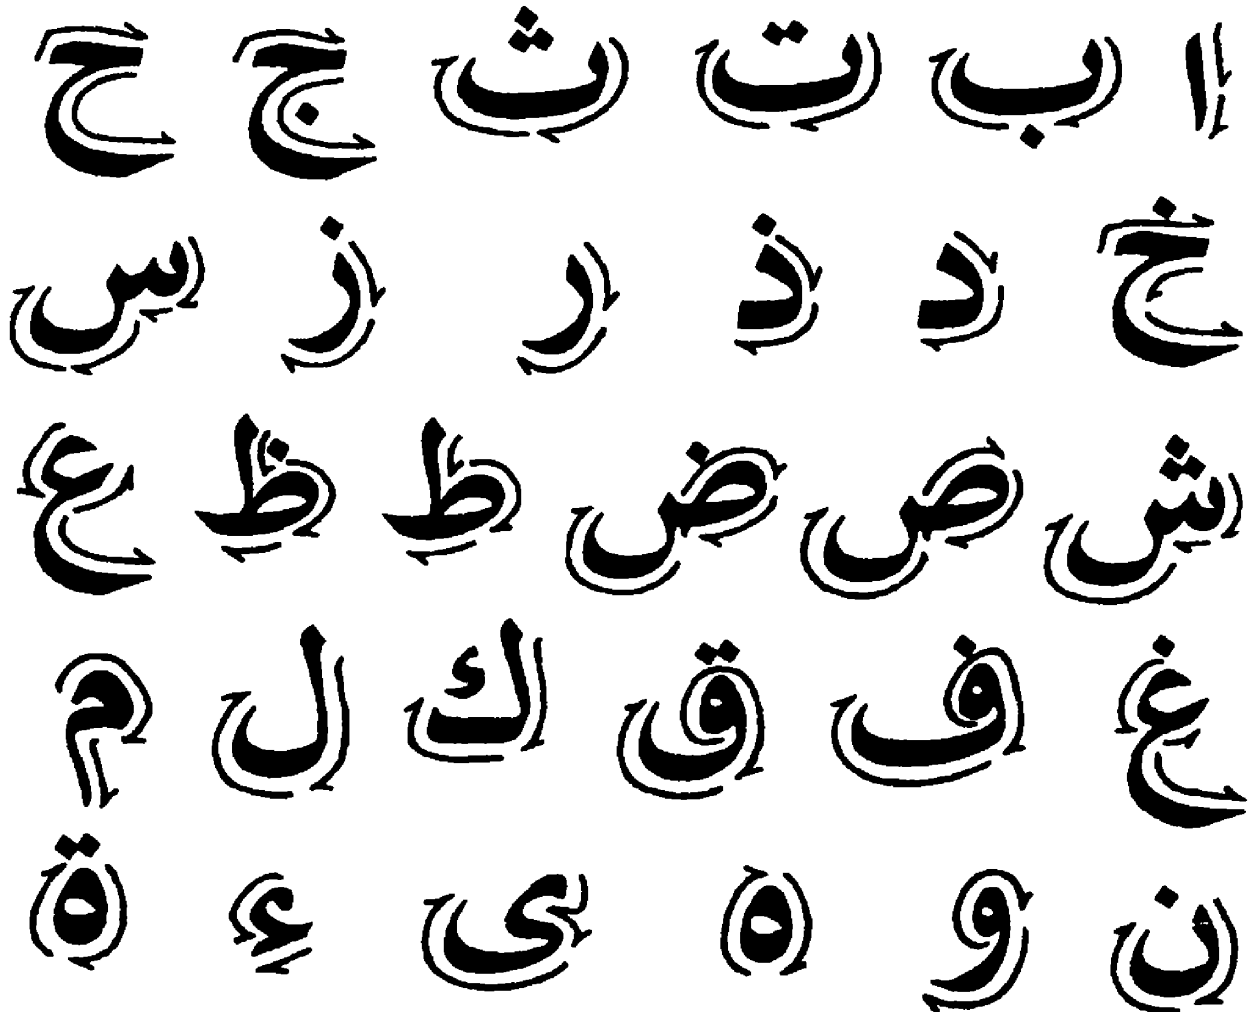 ا ب ت ث ج ح
خ د ذ ر ز س
ش ص ض ط ظ ع
غ ف ق ك ل م
ن و ه ى ء ة